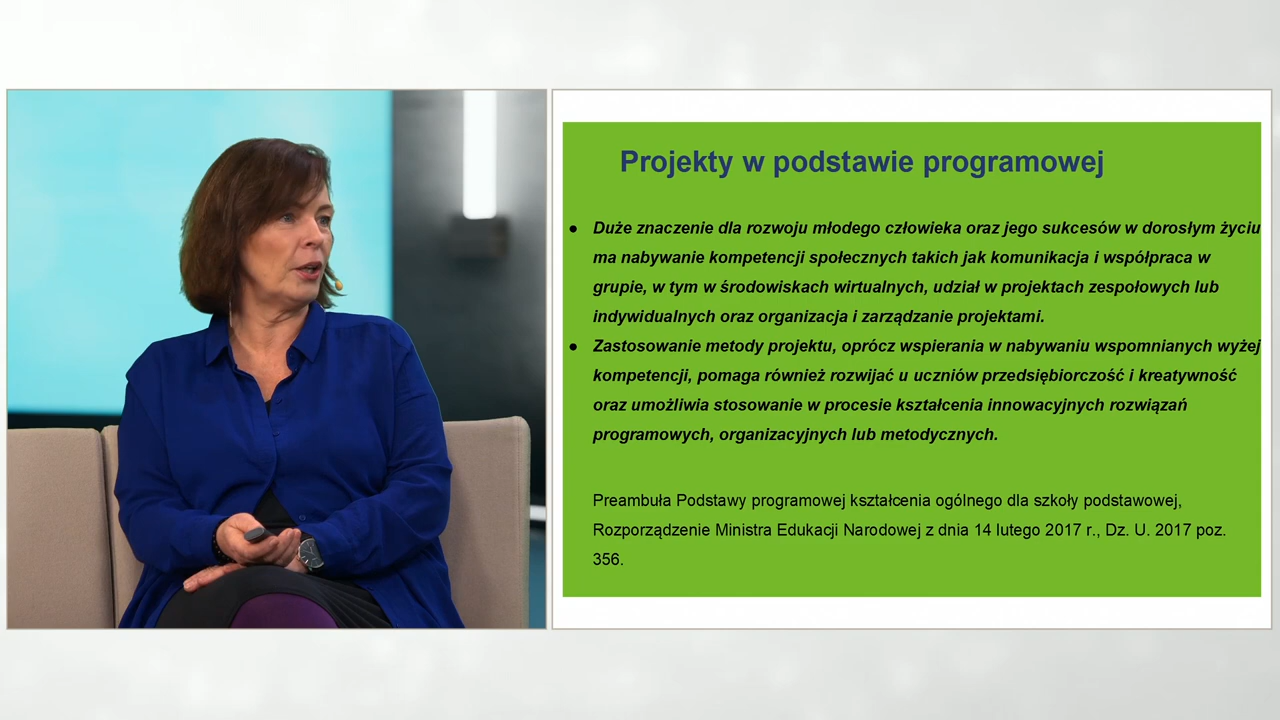 Projekty w podstawie programowej
● Duże znaczenie dla rozwoju młodego człowieka oraz jego sukcesów w dorosłym życiu
ma nabywanie kompetencji społecznych takich jak komunikacja i współpraca w
grupie, w tym w środowiskach wirtualnych, udział w projektach zespołowych lub
indywidualnych oraz organizacja i zarządzanie projektami.
● Zastosowanie metody projektu, oprócz wspierania w nabywaniu wspomnianych wyżej
kompetencji, pomaga również rozwijać u uczniów przedsiębiorczość i kreatywność
oraz umożliwia stosowanie w procesie kształcenia innowacyjnych rozwiązań
programowych, organizacyjnych lub metodycznych.
Preambuła Podstawy programowej kształcenia ogólnego dla szkoły podstawowej,
Rozporządzenie Ministra Edukacji Narodowej z dnia 14 lutego 2017 r., Dz. U. 2017 poz.
356.